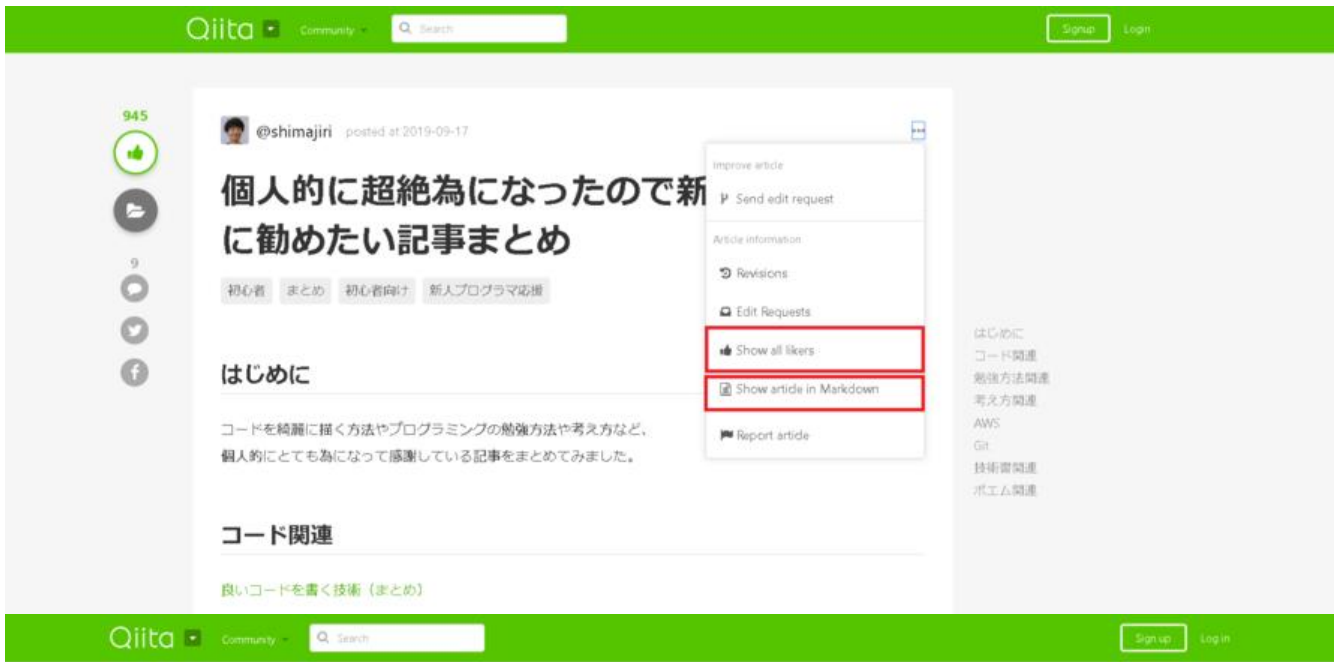 Qiita Community Search Signup Login
945
@shimajiri posted at 2019-09-17
個人的に超絶為になったので新
に勧めたい記事まとめ
初心者 まとめ 初心者向け 新人プログラマ応援
9
Improve article
Send edit request
Article information
Revisions
Edit Requests
Show all likers
Show article in Markdown
Report article
はじめに
コードを綺麗に描く方法やプログラミングの勉強方法や考え方など、
個人的にとても為になって感謝している記事をまとめてみました。
コード関連
良いコードを書く技術（まとめ）
はじめに
コード関連
勉強方法関連
考え方関連
AWS
Git
技術書関連
ポエム関連
Qiita Community Search Sign up Log in